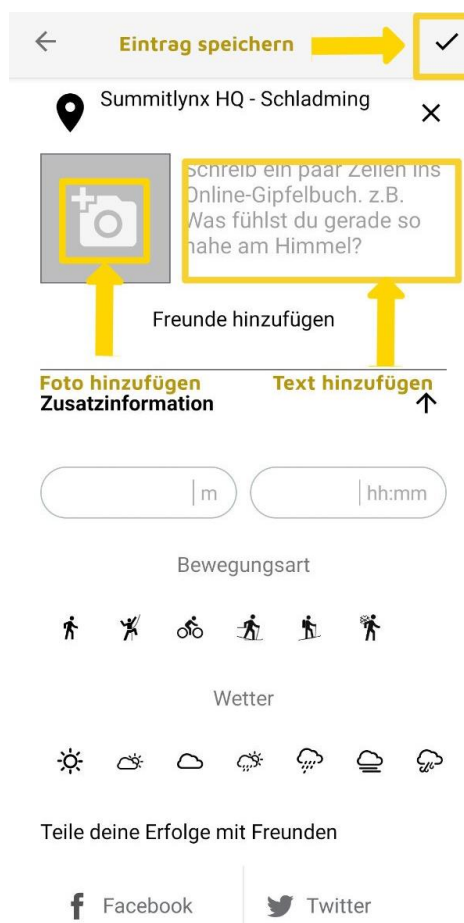 Eintrag speichern
Summitlynx HQ - Schladming
Schreib ein paar Zeilen ins
Online-Gipfelbuch. z.B.
Was fühlst du gerade so
nahe am Himmel?
Freunde hinzufügen
Foto hinzufügen
Text hinzufügen
Zusatzinformation
m
hh:mm
Bewegungsart
Wetter
Teile deine Erfolge mit Freunden
Facebook
Twitter